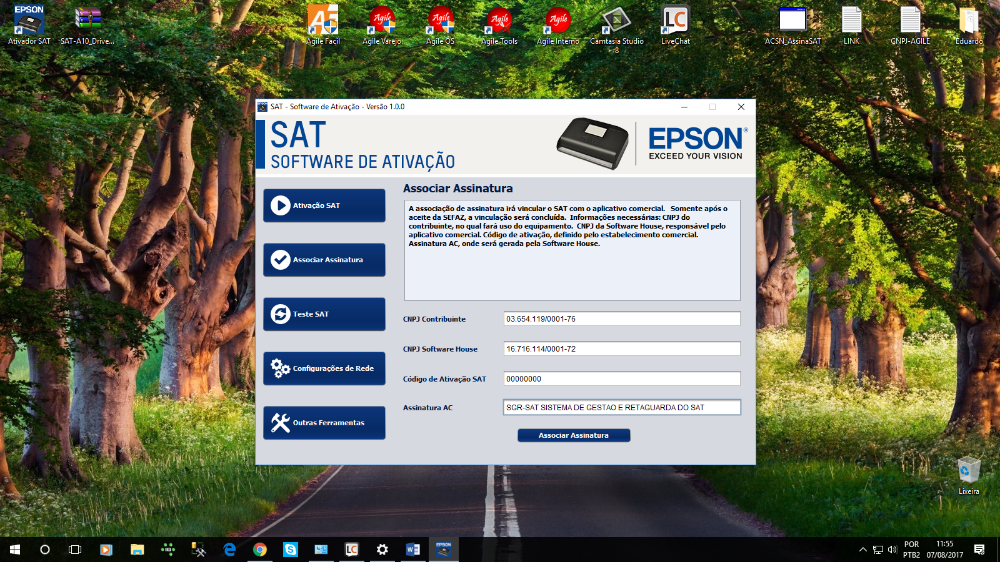 EPSON
Ativador SAT
SAT-A10_Drive...
Agile Facil
Agile Varejo
Agile OS
Agile Tools
Agile Interno
Camtasia Studio
8
LiveChat
ACSN_AssinaSAT
LINK
CNPJ-AGILE
Eduardo
SAT - Software de Ativação - Versão 1.0.0
SAT
SOFTWARE DE ATIVAÇÃO
EPSON®
EXCEED YOUR VISION
Ativação SAT
Associar Assinatura
Teste SAT
Configurações de Rede
Outras Ferramentas
Associar Assinatura
A associação de assinatura irá vincular o SAT com o aplicativo comercial. Somente após o
aceite da SEFAZ, a vinculação será concluída. Informações necessárias: CNPJ do
contribuinte, no qual fará uso do equipamento. CNPJ da Software House, responsável pelo
aplicativo comercial. Código de ativação, definido pelo estabelecimento comercial.
Assinatura AC, onde será gerada pela Software House.
CNPJ Contribuinte
03.654.119/0001-76
CNPJ Software House
16.716.114/0001-72
Código de Ativação SAT
00000000
Assinatura AC
SGR-SAT SISTEMA DE GESTAO E RETAGUARDA DO SAT
Associar Assinatura
Lixeira
POR
PTB2
11:55
07/08/2017